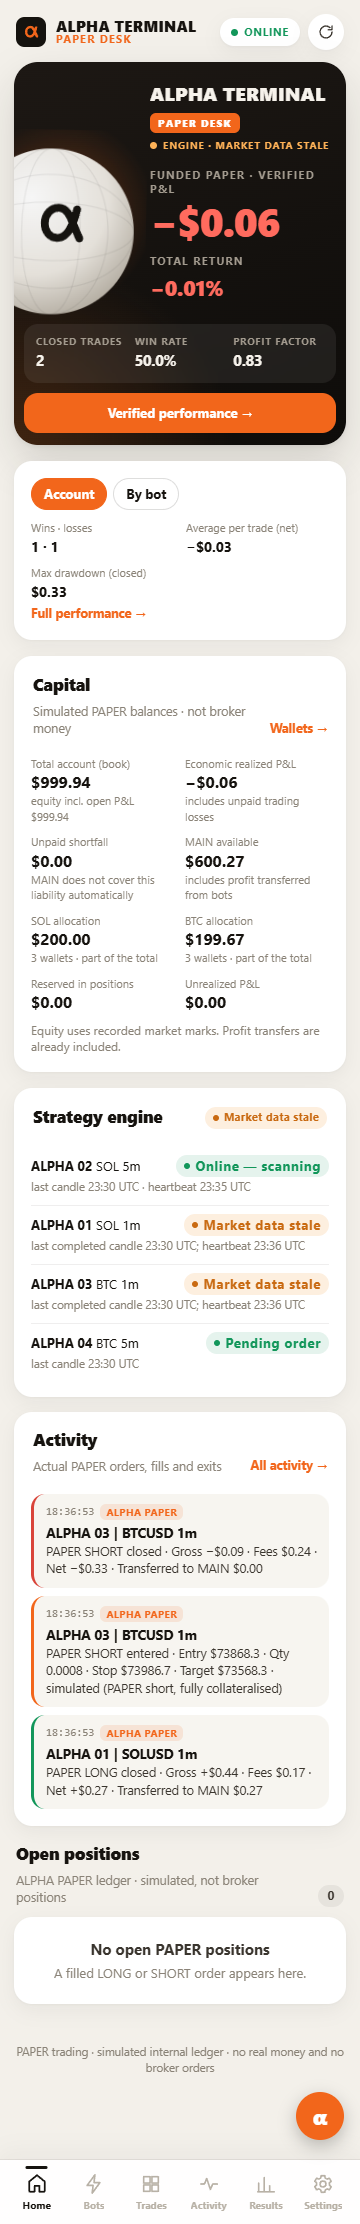 α
ALPHA TERMINAL
PAPER DESK
ONLINE
α
ALPHA TERMINAL
PAPER DESK
ENGINE · MARKET DATA STALE
FUNDED PAPER · VERIFIED
P&L
−$0.06
TOTAL RETURN
−0.01%
CLOSED TRADES
2
WIN RATE
50.0%
PROFIT FACTOR
0.83
Verified performance →
Account
By bot
Wins · losses
1 · 1
Average per trade (net)
−$0.03
Max drawdown (closed)
$0.33
Full performance →
Capital
Simulated PAPER balances · not broker
money
Wallets →
Total account (book)
$999.94
equity incl. open P&L
$999.94
Economic realized P&L
−$0.06
includes unpaid trading
losses
Unpaid shortfall
$0.00
MAIN does not cover this
liability automatically
MAIN available
$600.27
includes profit transferred
from bots
SOL allocation
$200.00
3 wallets · part of the total
BTC allocation
$199.67
3 wallets · part of the total
Reserved in positions
$0.00
Unrealized P&L
$0.00
Equity uses recorded market marks. Profit transfers are
already included.
Strategy engine
Market data stale
ALPHA 02 SOL 5m
Online — scanning
last candle 23:30 UTC · heartbeat 23:35 UTC
ALPHA 01 SOL 1m
Market data stale
last completed candle 23:30 UTC; heartbeat 23:36 UTC
ALPHA 03 BTC 1m
Market data stale
last completed candle 23:30 UTC; heartbeat 23:36 UTC
ALPHA 04 BTC 5m
Pending order
last candle 23:30 UTC
Activity
Actual PAPER orders, fills and exits
All activity →
18:36:53 ALPHA PAPER
ALPHA 03 | BTCUSD 1m
PAPER SHORT closed · Gross −$0.09 · Fees $0.24 ·
Net −$0.33 · Transferred to MAIN $0.00
18:36:53 ALPHA PAPER
ALPHA 03 | BTCUSD 1m
PAPER SHORT entered · Entry $73868.3 · Qty
0.0008 · Stop $73986.7 · Target $73568.3 ·
simulated (PAPER short, fully collateralised)
18:36:53 ALPHA PAPER
ALPHA 01 | SOLUSD 1m
PAPER LONG closed · Gross +$0.44 · Fees $0.17 ·
Net +$0.27 · Transferred to MAIN $0.27
Open positions
ALPHA PAPER ledger · simulated, not broker
positions
0
No open PAPER positions
A filled LONG or SHORT order appears here.
PAPER trading · simulated internal ledger · no real money and no
broker orders
α
Home
Bots
Trades
Activity
Results
Settings